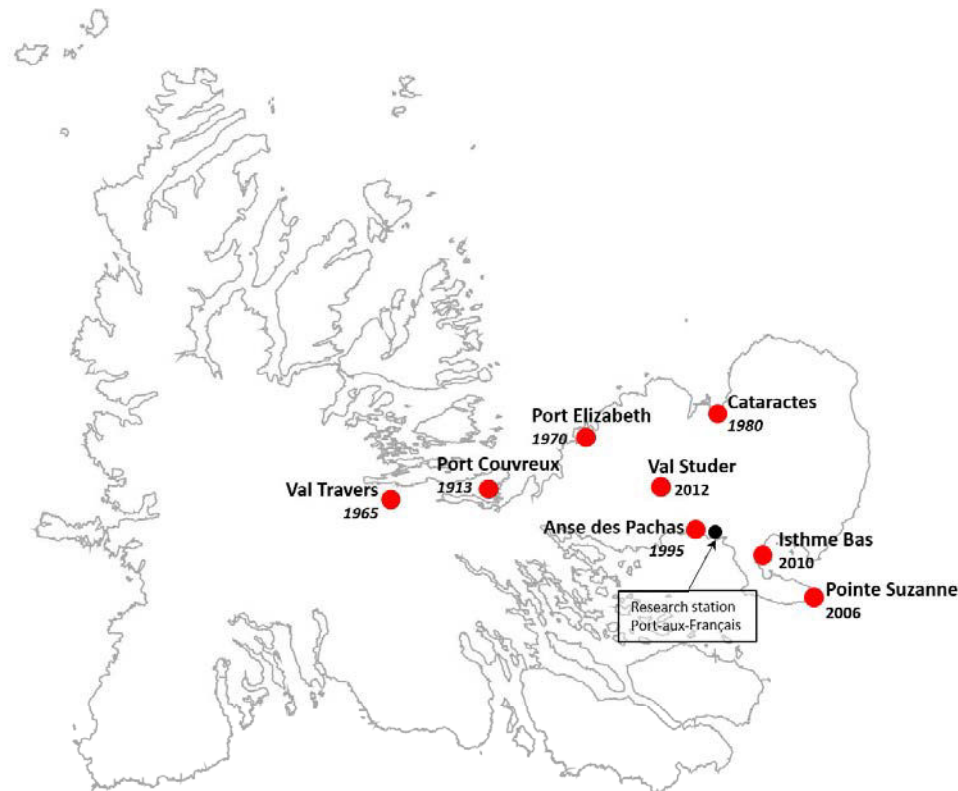 Cataractes
1980
Port Elizabeth
1970
Port Couvreux
1913
Val Studer
2012
Val Travers
1965
Anse des Pachas
1995
Isthme Bas
2010
Pointe Suzanne
2006
Research station
Port-aux-Français